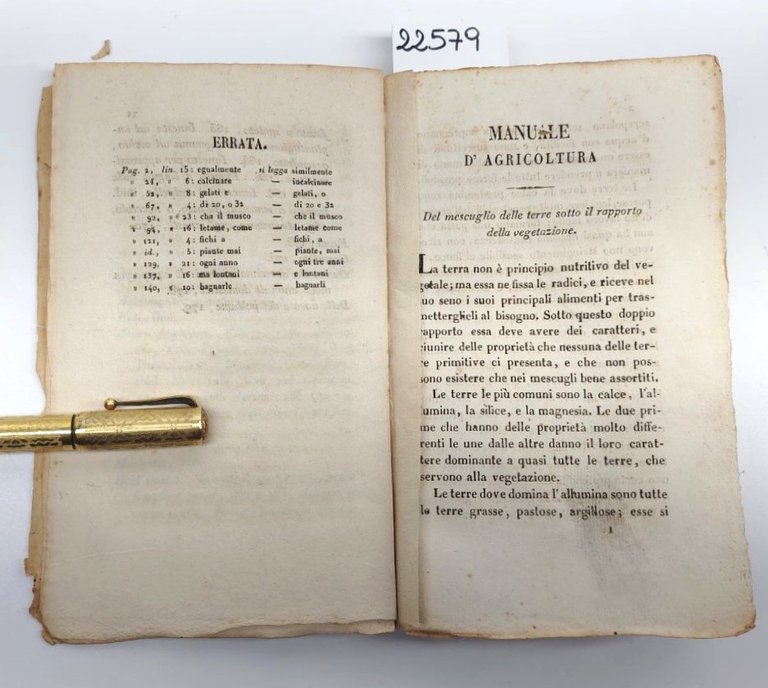 22579
ERRATA.
Pag. 2, lin. 15: egualmente si legga similmente
» 21, » 6: calcinare — incalcinare
» 52, » 8: gelati e — gelati, o
» 67, » 4: di 20, o 32 — di 20 e 32
» 92, » 23: che il musco — che il musco
» 94, » 16: letame, come — letame come
» 121, » 4: fichi a — fichi, a
» id., » 5: piante mai — piante, mai
» 129, » 21: ogni anno — ogni tre anni
» 137, » 16: ma lontani — e lontani
» 140, » 10: bagnarle — bagnarli
MANUALE
D' AGRICOLTURA
Del mescuglio delle terre sotto il rapporto
della vegetazione.
La terra non è principio nutritivo del ve-
getale; ma essa ne fissa le radici, e riceve nel
suo seno i suoi principali alimenti per tras-
mettergheli al bisogno. Sotto questo doppio
rapporto essa deve avere dei caratteri, e
riunire delle proprietà che nessuna delle ter-
re primitive ci presenta, e che non pos-
sono esistere che nei mescugli bene assortiti.
Le terre le più comuni sono la calce, l'al-
lumina, la silice, e la magnesia. Le due pri-
me che hanno delle proprietà molto diffe-
renti le une dalle altre danno il loro carat-
tere dominante a quasi tutte le terre, che
servono alla vegetazione.
Le terre dove domina l'allumina sono tutte
le terre grasse, pastose, argillose; esse si
1